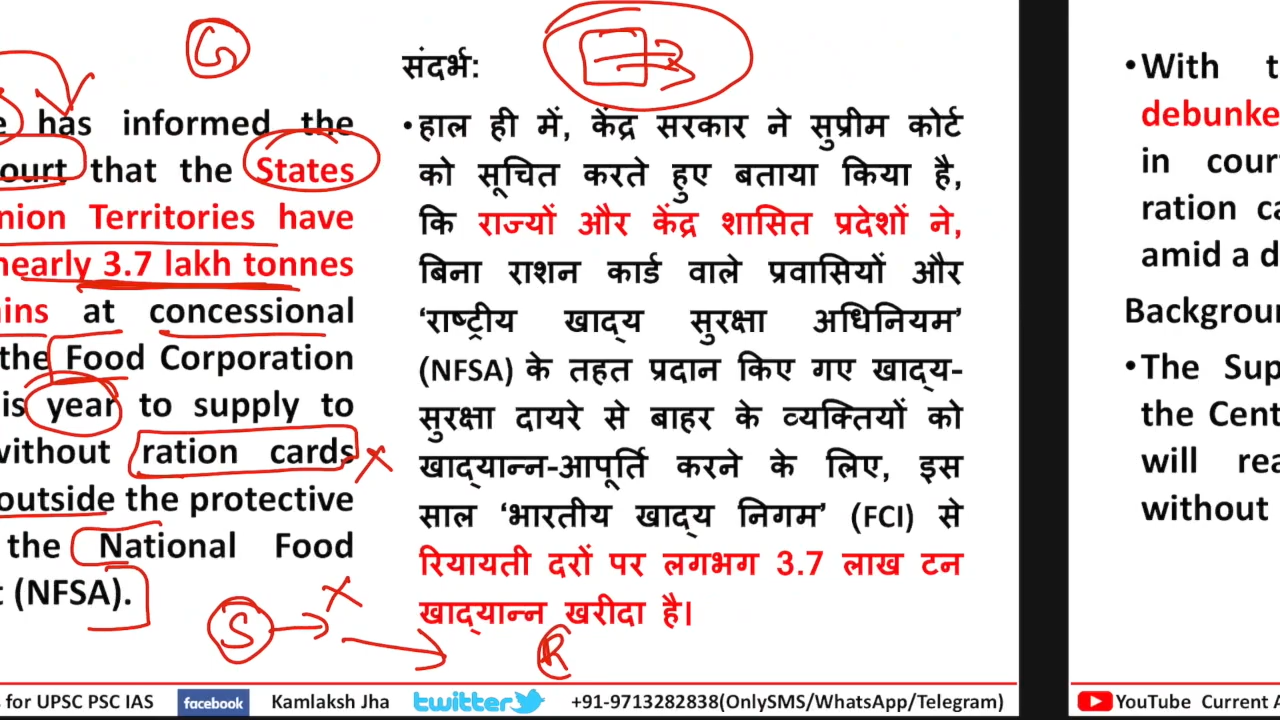 G
has informed the
that the States
Territories have
nearly 3.7 lakh tonnes
at concessional
the Food Corporation
year to supply to
without ration cards
outside the protective
the National Food
(NFSA).
S
संदर्भ:
•हाल ही में, केंद्र सरकार ने सुप्रीम कोर्ट
को सूचित करते हुए बताया किया है,
कि राज्यों और केंद्र शासित प्रदेशों ने,
बिना राशन कार्ड वाले प्रवासियों और
‘राष्ट्रीय खाद्य सुरक्षा अधिनियम’
(NFSA) के तहत प्रदान किए गए खाद्य-
सुरक्षा दायरे से बाहर के व्यक्तियों को
खाद्यान्न-आपूर्ति करने के लिए, इस
साल ‘भारतीय खाद्य निगम’ (FCI) से
रियायती दरों पर लगभग 3.7 लाख टन
खाद्यान्न खरीदा है।
R
•With
debunke
in cour
ration ca
amid a d
Backgroun
•The Sup
the Cent
will rea
without
s for UPSC PSC IAS facebook Kamlaksh Jha twitter +91-9713282838(OnlySMS/WhatsApp/Telegram)
YouTube Current A